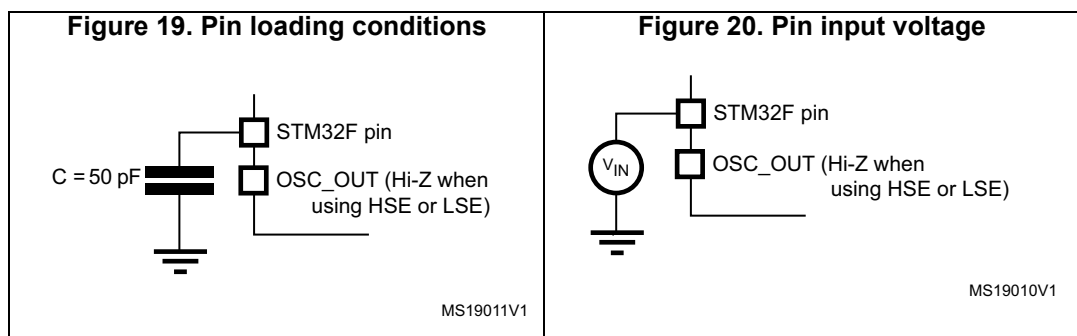 Figure 19. Pin loading conditions
STM32F pin
C = 50 pF
OSC_OUT (Hi-Z when
using HSE or LSE)
MS19011V1
Figure 20. Pin input voltage
STM32F pin
VIN
OSC_OUT (Hi-Z when
using HSE or LSE)
MS19010V1